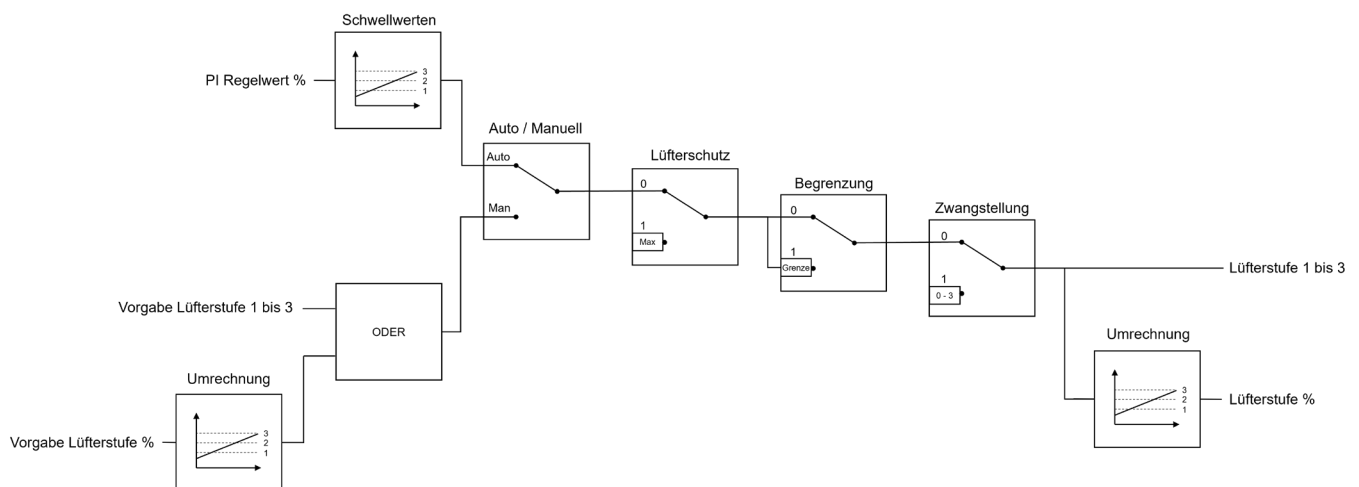 Schwellwerten
3
2
1
PI Regelwert %
Auto / Manuell
Auto
Man
Lüfterschutz
0
1
Max
Begrenzung
0
1
Grenze
Zwangstellung
0
1
0 - 3
Lüfterstufe 1 bis 3
Vorgabe Lüfterstufe 1 bis 3
ODER
Umrechnung
3
2
1
Vorgabe Lüfterstufe %
Umrechnung
3
2
1
Lüfterstufe %